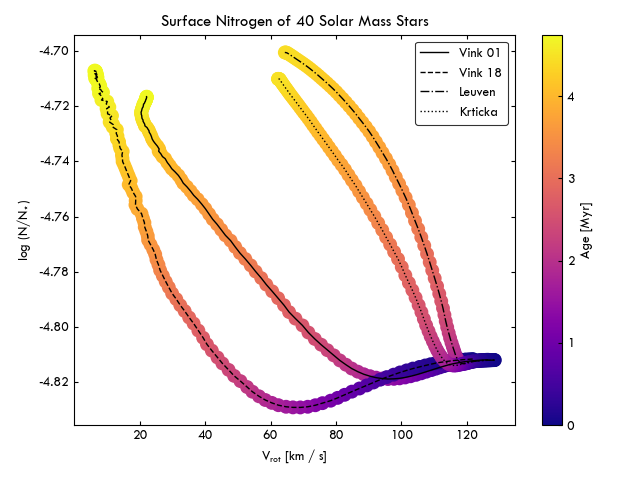 Surface Nitrogen of 40 Solar Mass Stars
-4.70
-4.72
-4.74
-4.76
-4.78
-4.80
-4.82
log (N/N⋆)
20
40
60
80
100
120
V_rot [km / s]
Vink 01
Vink 18
Leuven
Krticka
4
3
2
1
0
Age [Myr]